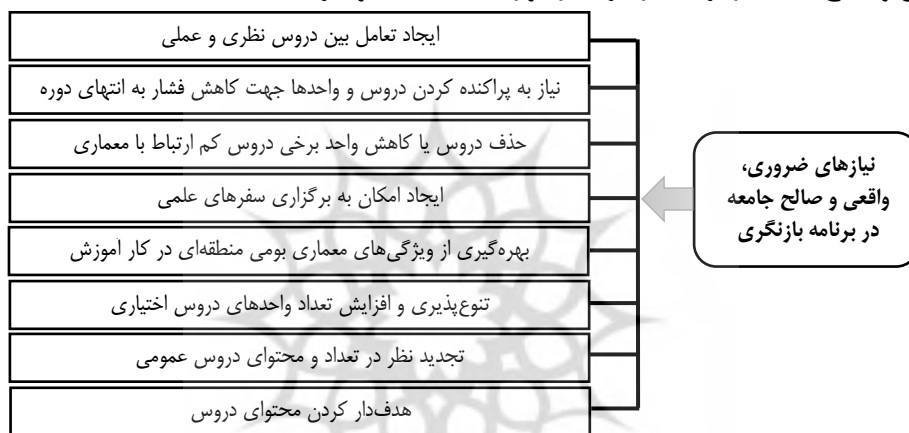 ایجاد تعامل بین دروس نظری و عملی
نیاز به پراکنده کردن دروس و واحدها جهت کاهش فشار به انتهای دوره
حذف دروس یا کاهش واحد برخی دروس کم ارتباط با معماری
ایجاد امکان به برگزاری سفرهای علمی
بهره‌گیری از ویژگی‌های معماری بومی منطقه‌ای در کار آموزش
تنوع‌پذیری و افزایش تعداد واحدهای دروس اختیاری
تجدید نظر در تعداد و محتوای دروس عمومی
هدف‌دار کردن محتوای دروس
نیازهای ضروری،
واقعی و صالح جامعه
در برنامه بازنگری